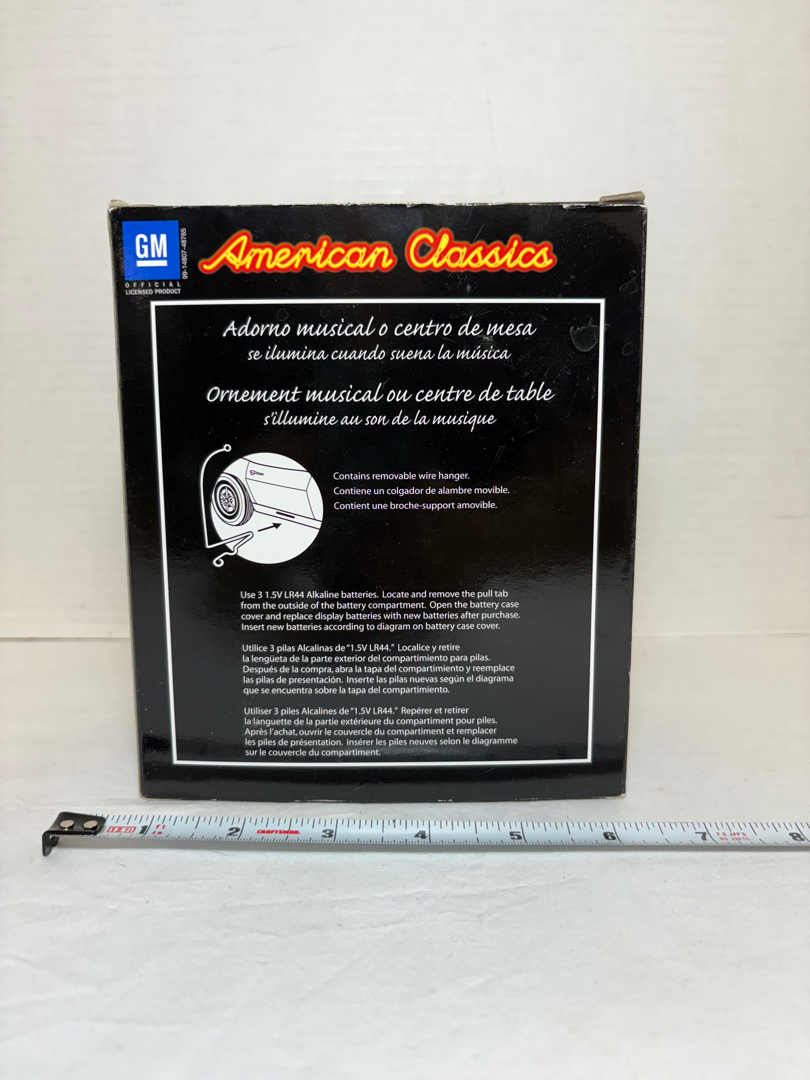 GM
OFFICIAL
LICENSED PRODUCT
99-14807-48765
American Classics
Adorno musical o centro de mesa
se ilumina cuando suena la música
Ornement musical ou centre de table
s'illumine au son de la musique
Contains removable wire hanger.
Contiene un colgador de alambre movible.
Contient une broche-support amovible.
Use 3 1.5V LR44 Alkaline batteries. Locate and remove the pull tab
from the outside of the battery compartment. Open the battery case
cover and replace display batteries with new batteries after purchase.
Insert new batteries according to diagram on battery case cover.
Utilice 3 pilas Alcalinas de "1.5V LR44." Localice y retire
la lengüeta de la parte exterior del compartimiento para pilas.
Después de la compra, abra la tapa del compartimiento y reemplace
las pilas de presentación. Inserte las pilas nuevas según el diagrama
que se encuentra sobre la tapa del compartimiento.
Utiliser 3 piles Alcalines de "1.5V LR44." Repérer et retirer
la languette de la partie extérieure du compartiment pour piles.
Après l'achat, ouvrir le couvercle du compartiment et remplacer
les piles de présentation. Insérer les piles neuves selon le diagramme
sur le couvercle du compartiment.
1 2 CRAFTSMAN 3 4 5 6 7 8